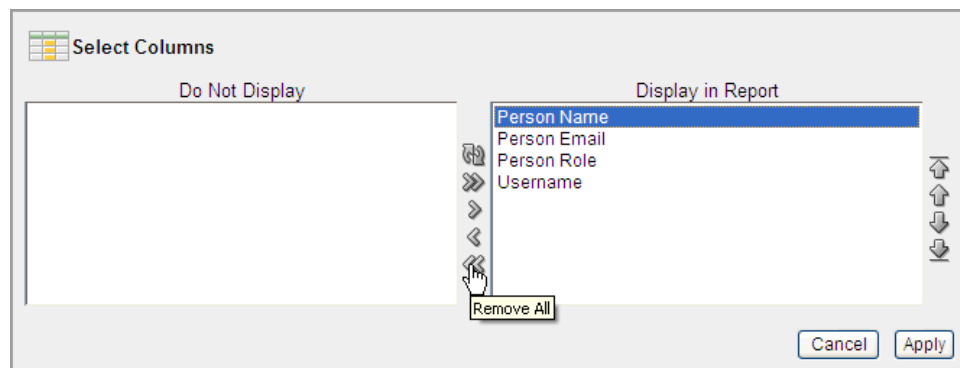 Select Columns
Do Not Display
Display in Report
Person Name
Person Email
Person Role
Username
Remove All
Cancel
Apply